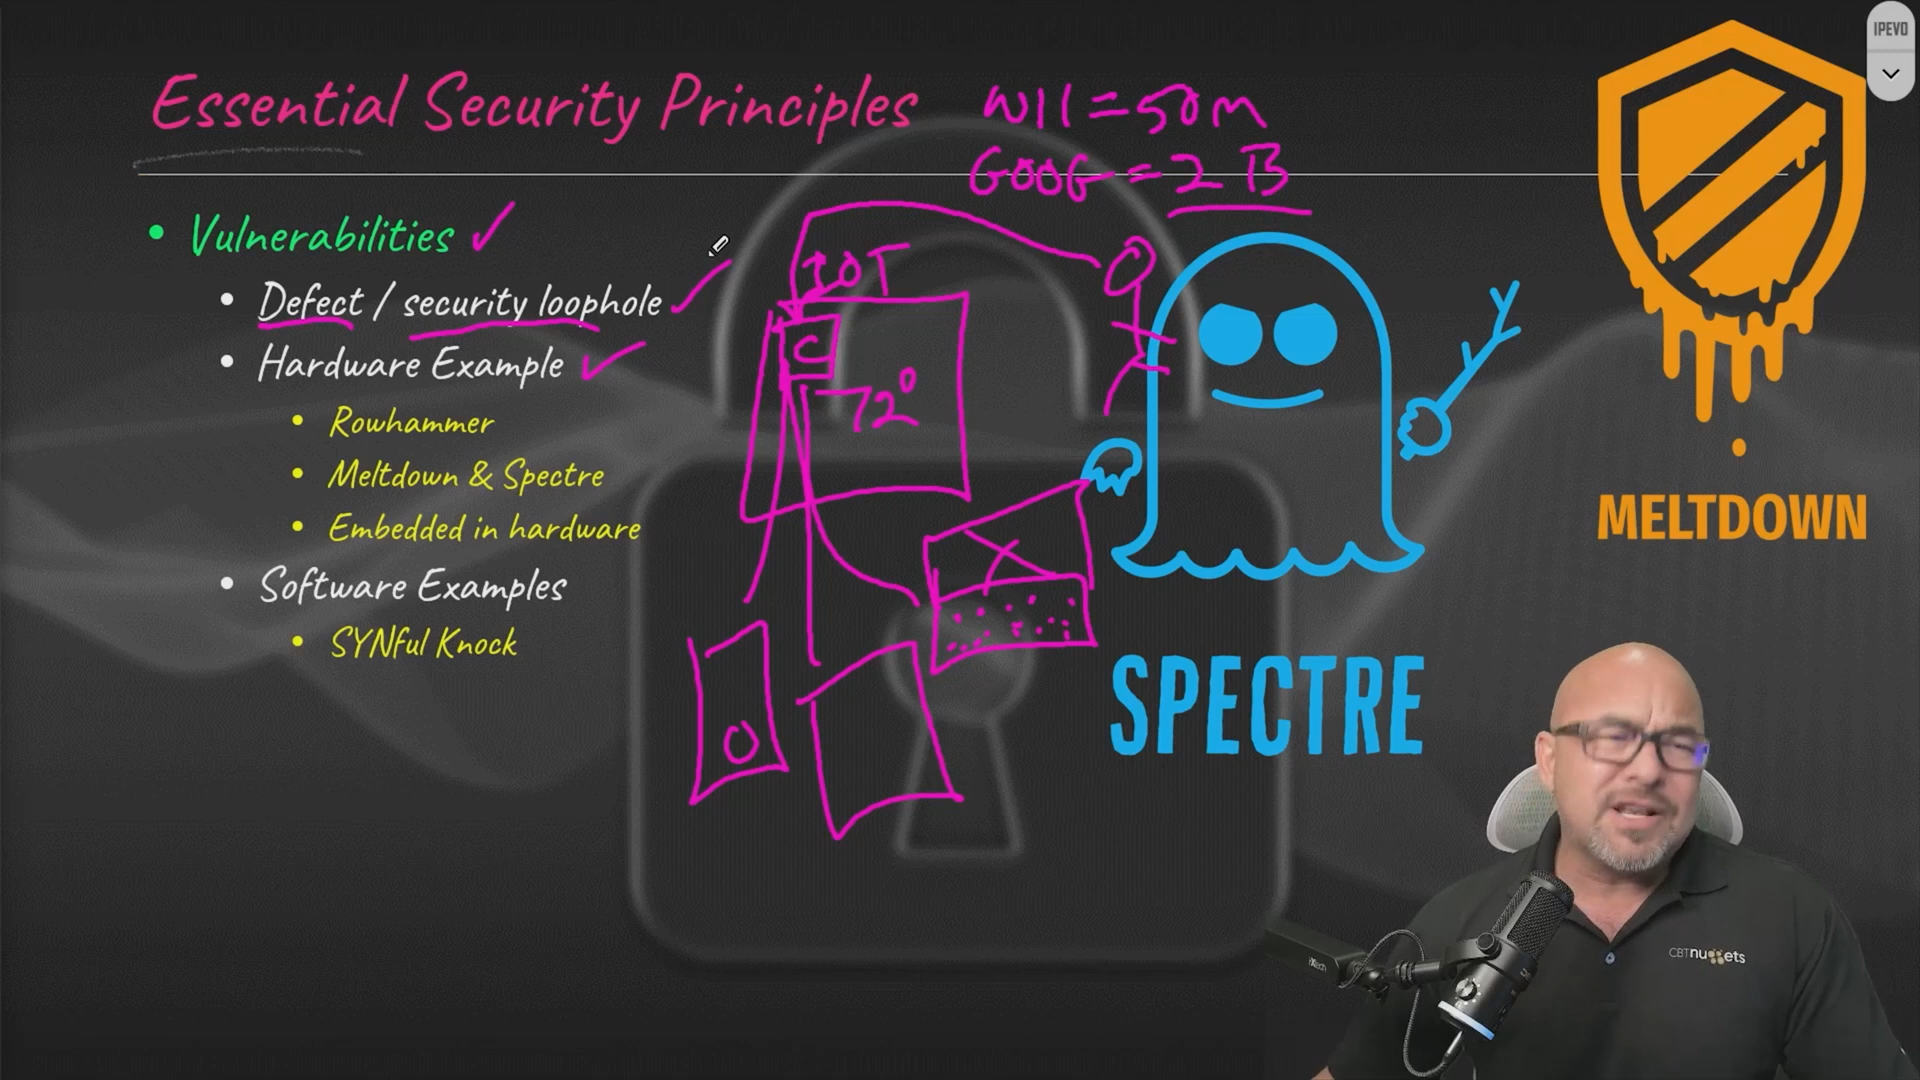 IPEVO
Essential Security Principles
W11 = 50m
GOOG = 2 B
• Vulnerabilities
• Defect / security loophole
• Hardware Example
• Rowhammer
• Meltdown & Spectre
• Embedded in hardware
• Software Examples
• SYNful Knock
IOT
C
72°
MELTDOWN
SPECTRE
CBTnuggets